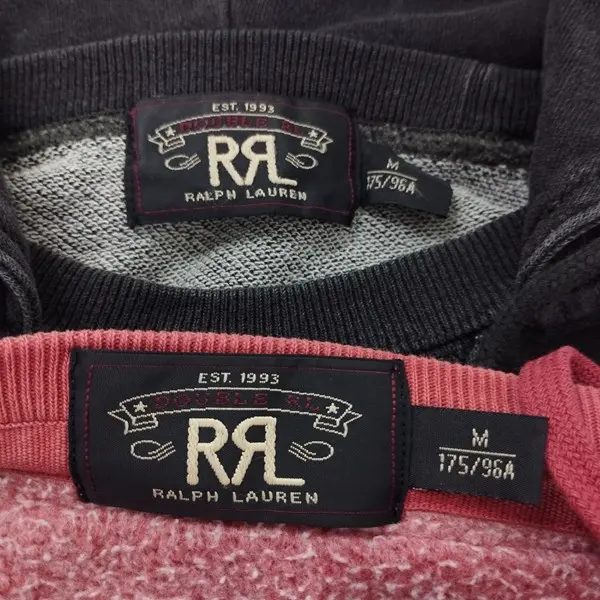 EST. 1993
DOUBLE RL
RRL
RALPH LAUREN
M
175/96A
EST. 1993
DOUBLE RL
RRL
RALPH LAUREN
M
175/96A